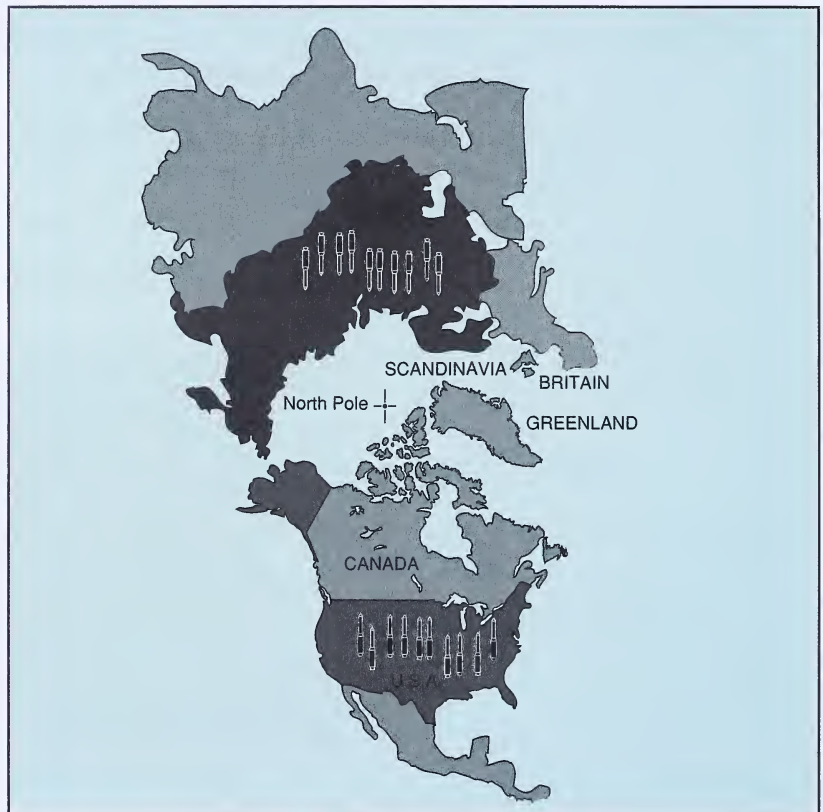 SCANDINAVIA
BRITAIN
North Pole
GREENLAND
CANADA
U.S.A.